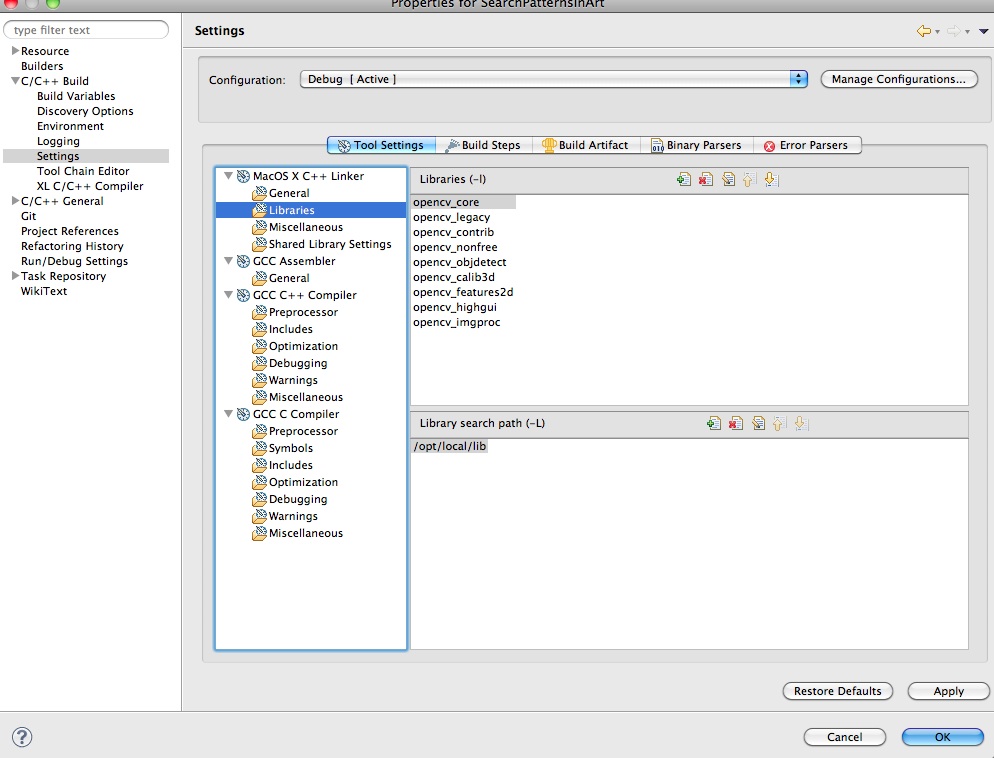 Properties for SearchPatternsInArt
type filter text
Settings
Resource
Builders
C/C++ Build
Build Variables
Discovery Options
Environment
Logging
Settings
Tool Chain Editor
XL C/C++ Compiler
C/C++ General
Git
Project References
Refactoring History
Run/Debug Settings
Task Repository
WikiText
Configuration:
Debug [ Active ]
Manage Configurations...
Tool Settings
Build Steps
Build Artifact
Binary Parsers
Error Parsers
MacOS X C++ Linker
General
Libraries
Miscellaneous
Shared Library Settings
GCC Assembler
General
GCC C++ Compiler
Preprocessor
Includes
Optimization
Debugging
Warnings
Miscellaneous
GCC C Compiler
Preprocessor
Symbols
Includes
Optimization
Debugging
Warnings
Miscellaneous
Libraries (-l)
opencv_core
opencv_legacy
opencv_contrib
opencv_nonfree
opencv_objdetect
opencv_calib3d
opencv_features2d
opencv_highgui
opencv_imgproc
Library search path (-L)
/opt/local/lib
Restore Defaults
Apply
?
Cancel
OK